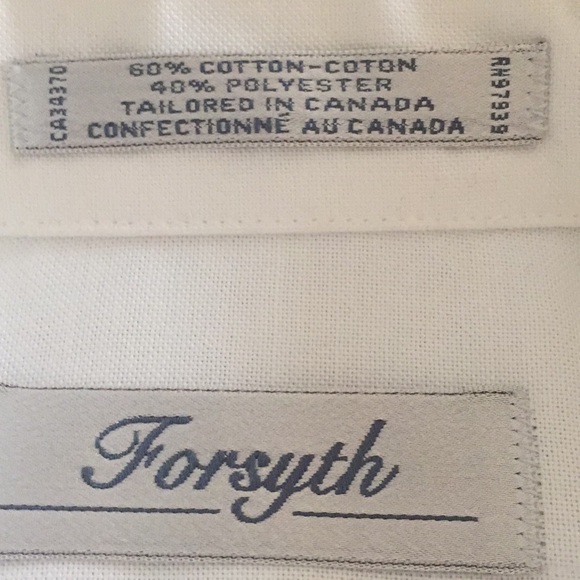 CA34370
60% COTTON-COTON
40% POLYESTER
TAILORED IN CANADA
CONFECTIONNÉ AU CANADA
RN97939
Forsyth